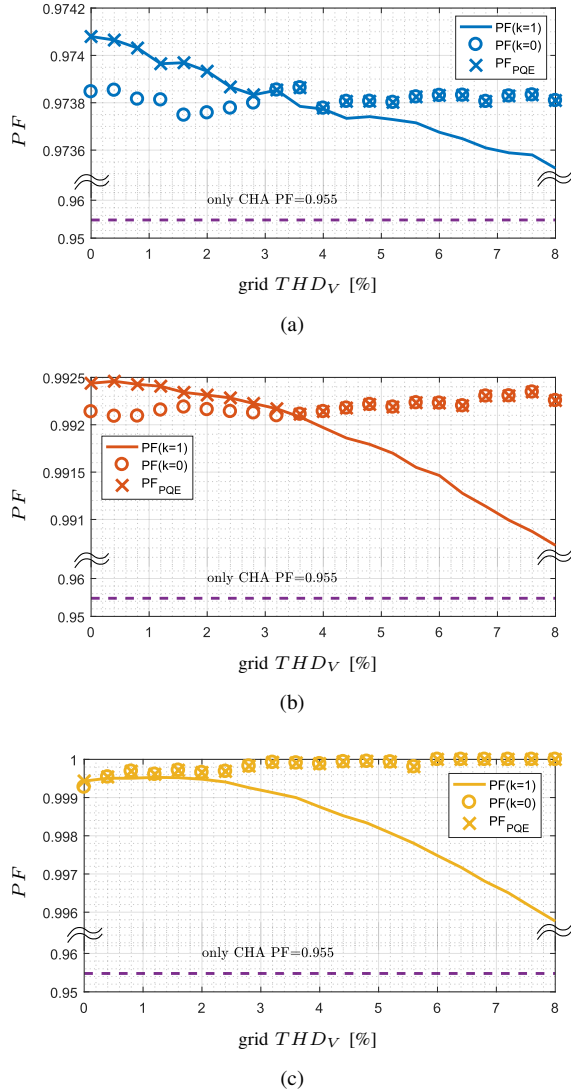 0.9742
0.974
0.9738
0.9736
0.96
0.95
PF
PF(k=1)
PF(k=0)
PF_PQE
only CHA PF=0.955
0 1 2 3 4 5 6 7 8
grid THD_V [%]
(a)
0.9925
0.992
0.9915
0.991
0.96
0.95
PF
PF(k=1)
PF(k=0)
PF_PQE
only CHA PF=0.955
0 1 2 3 4 5 6 7 8
grid THD_V [%]
(b)
1
0.999
0.998
0.997
0.996
0.96
0.95
PF
PF(k=1)
PF(k=0)
PF_PQE
only CHA PF=0.955
0 1 2 3 4 5 6 7 8
grid THD_V [%]
(c)